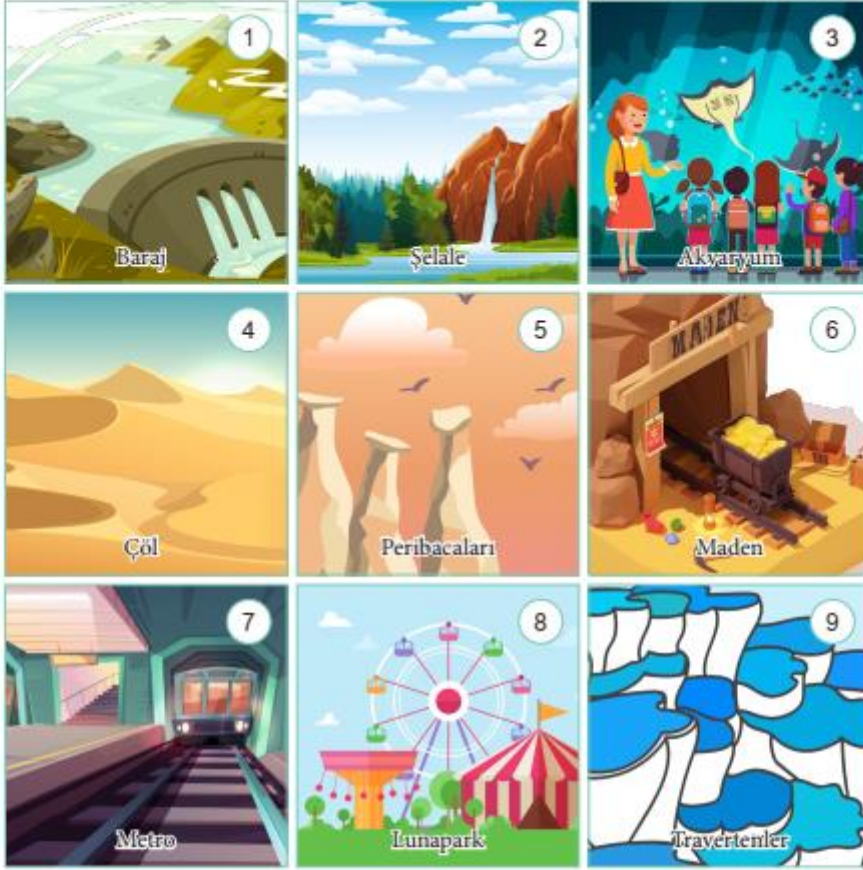 1
Baraj
2
Şelale
3
Akvaryum
4
Çöl
5
Peribacaları
6
MADEN
Maden
7
Metro
8
Lunapark
9
Travertenler